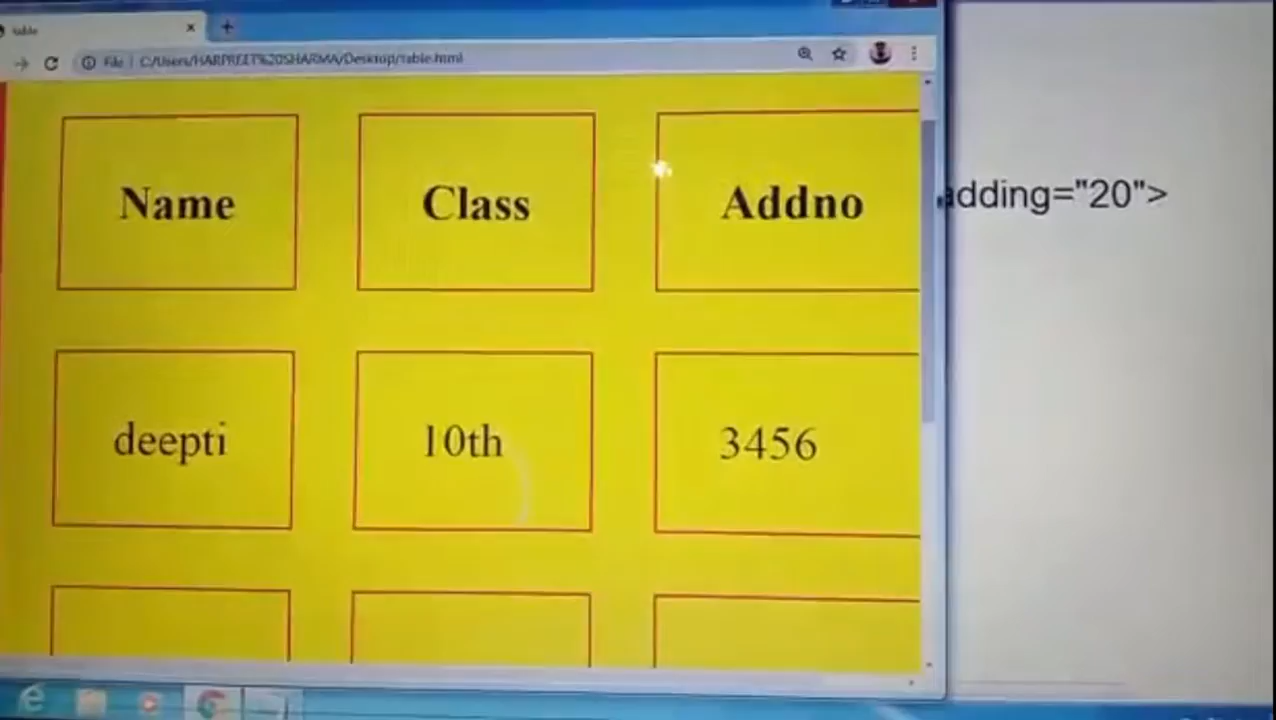 table
File | C:/Users/HARPREET%20SHARMA/Desktop/table.html
Name Class Addno
adding="20">
deepti 10th 3456